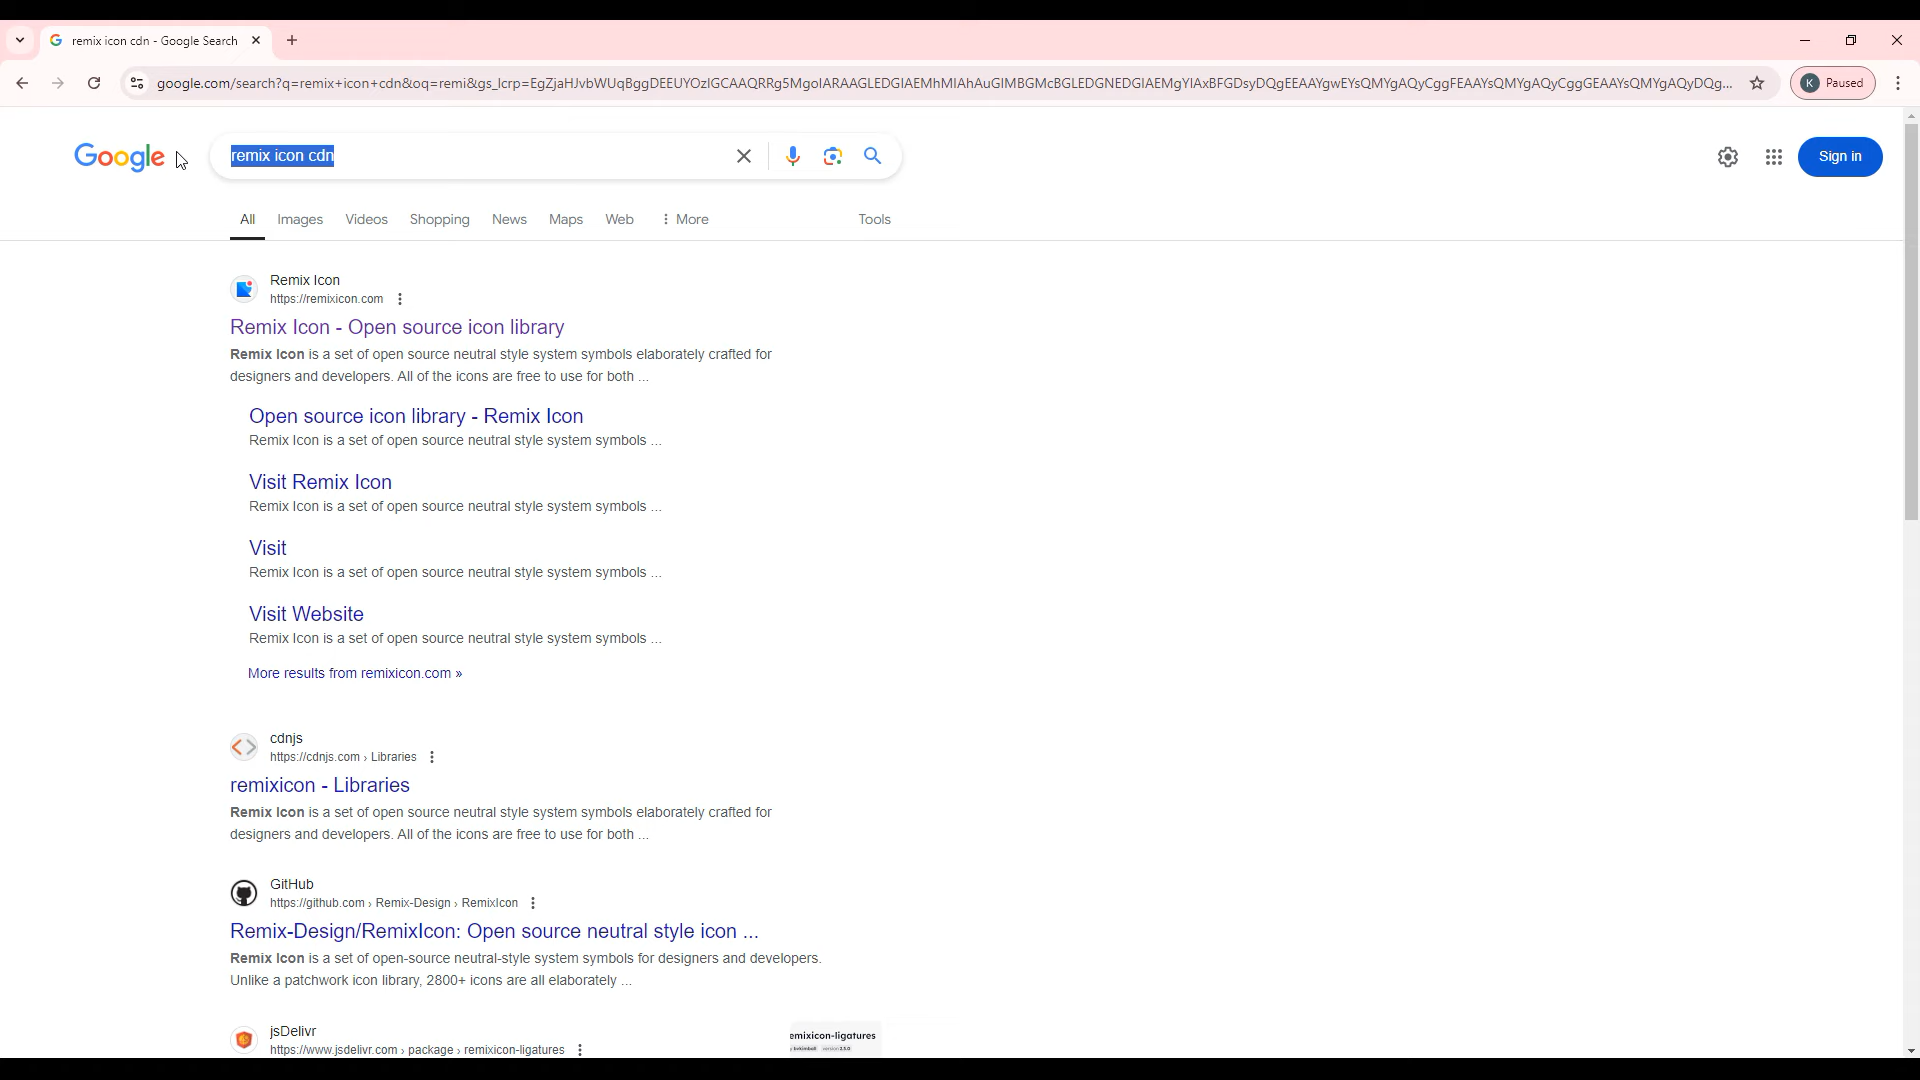 remix icon cdn - Google Search
google.com/search?q=remix+icon+cdn&oq=remi&gs_lcrp=EgZjaHJvbWUqBggDEEUYOzIGCAAQRRg5MgoIARAAGLEDGIAEMhMIAhAuGIMBGMcBGLEDGNEDGIAEMgYIAxBFGDsyDQgEEAAYgwEYsQMYgAQyCggFEAAYsQMYgAQyCggGEAAYsQMYgAQyDQg...
K Paused
Google
remix icon cdn
Sign in
All Images Videos Shopping News Maps Web More Tools
Remix Icon
https://remixicon.com
Remix Icon - Open source icon library
Remix Icon is a set of open source neutral style system symbols elaborately crafted for
designers and developers. All of the icons are free to use for both ...
Open source icon library - Remix Icon
Remix Icon is a set of open source neutral style system symbols ...
Visit Remix Icon
Remix Icon is a set of open source neutral style system symbols ...
Visit
Remix Icon is a set of open source neutral style system symbols ...
Visit Website
Remix Icon is a set of open source neutral style system symbols ...
More results from remixicon.com »
cdnjs
https://cdnjs.com › Libraries
remixicon - Libraries
Remix Icon is a set of open source neutral style system symbols elaborately crafted for
designers and developers. All of the icons are free to use for both ...
GitHub
https://github.com › Remix-Design › RemixIcon
Remix-Design/RemixIcon: Open source neutral style icon ...
Remix Icon is a set of open-source neutral-style system symbols for designers and developers.
Unlike a patchwork icon library, 2800+ icons are all elaborately ...
jsDelivr
https://www.jsdelivr.com › package › remixicon-ligatures
emixicon-ligatures